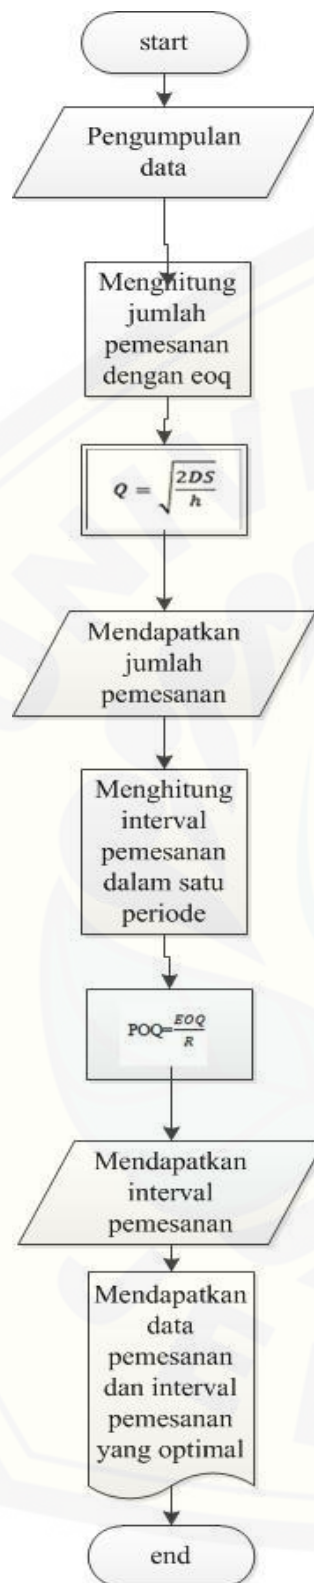 start
Pengumpulan
data
Menghitung
jumlah
pemesanan
dengan eoq
Q = √(2DS/h)
Mendapatkan
jumlah
pemesanan
Menghitung
interval
pemesanan
dalam satu
periode
POQ=EOQ/R
Mendapatkan
interval
pemesanan
Mendapatkan
data
pemesanan
dan interval
pemesanan
yang optimal
end